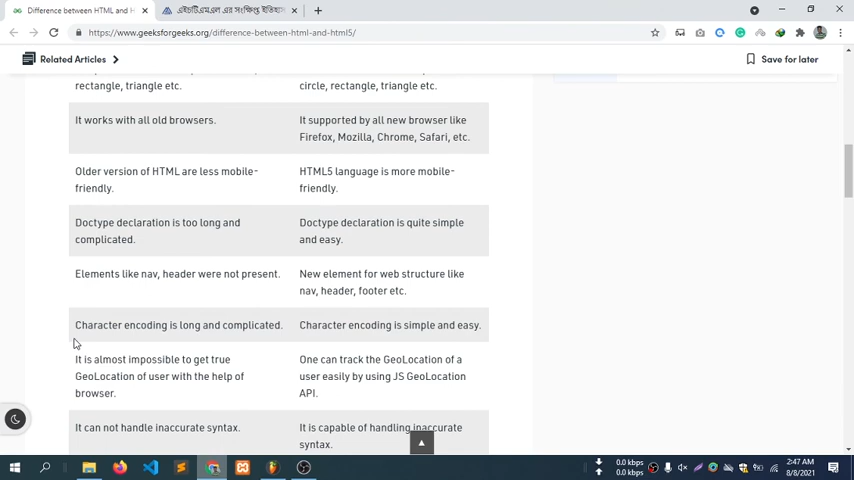 Difference between HTML and H
এইচটিএমএল এর সংক্ষিপ্ত ইতিহাস
https://www.geeksforgeeks.org/difference-between-html-and-html5/
Related Articles
Save for later
rectangle, triangle etc.
circle, rectangle, triangle etc.
It works with all old browsers.
It supported by all new browser like
Firefox, Mozilla, Chrome, Safari, etc.
Older version of HTML are less mobile-
friendly.
HTML5 language is more mobile-
friendly.
Doctype declaration is too long and
complicated.
Doctype declaration is quite simple
and easy.
Elements like nav, header were not present.
New element for web structure like
nav, header, footer etc.
Character encoding is long and complicated.
Character encoding is simple and easy.
It is almost impossible to get true
GeoLocation of user with the help of
browser.
One can track the GeoLocation of a
user easily by using JS GeoLocation
API.
It can not handle inaccurate syntax.
It is capable of handling inaccurate
syntax.
0.0 kbps
0.0 kbps
2:47 AM
8/8/2021